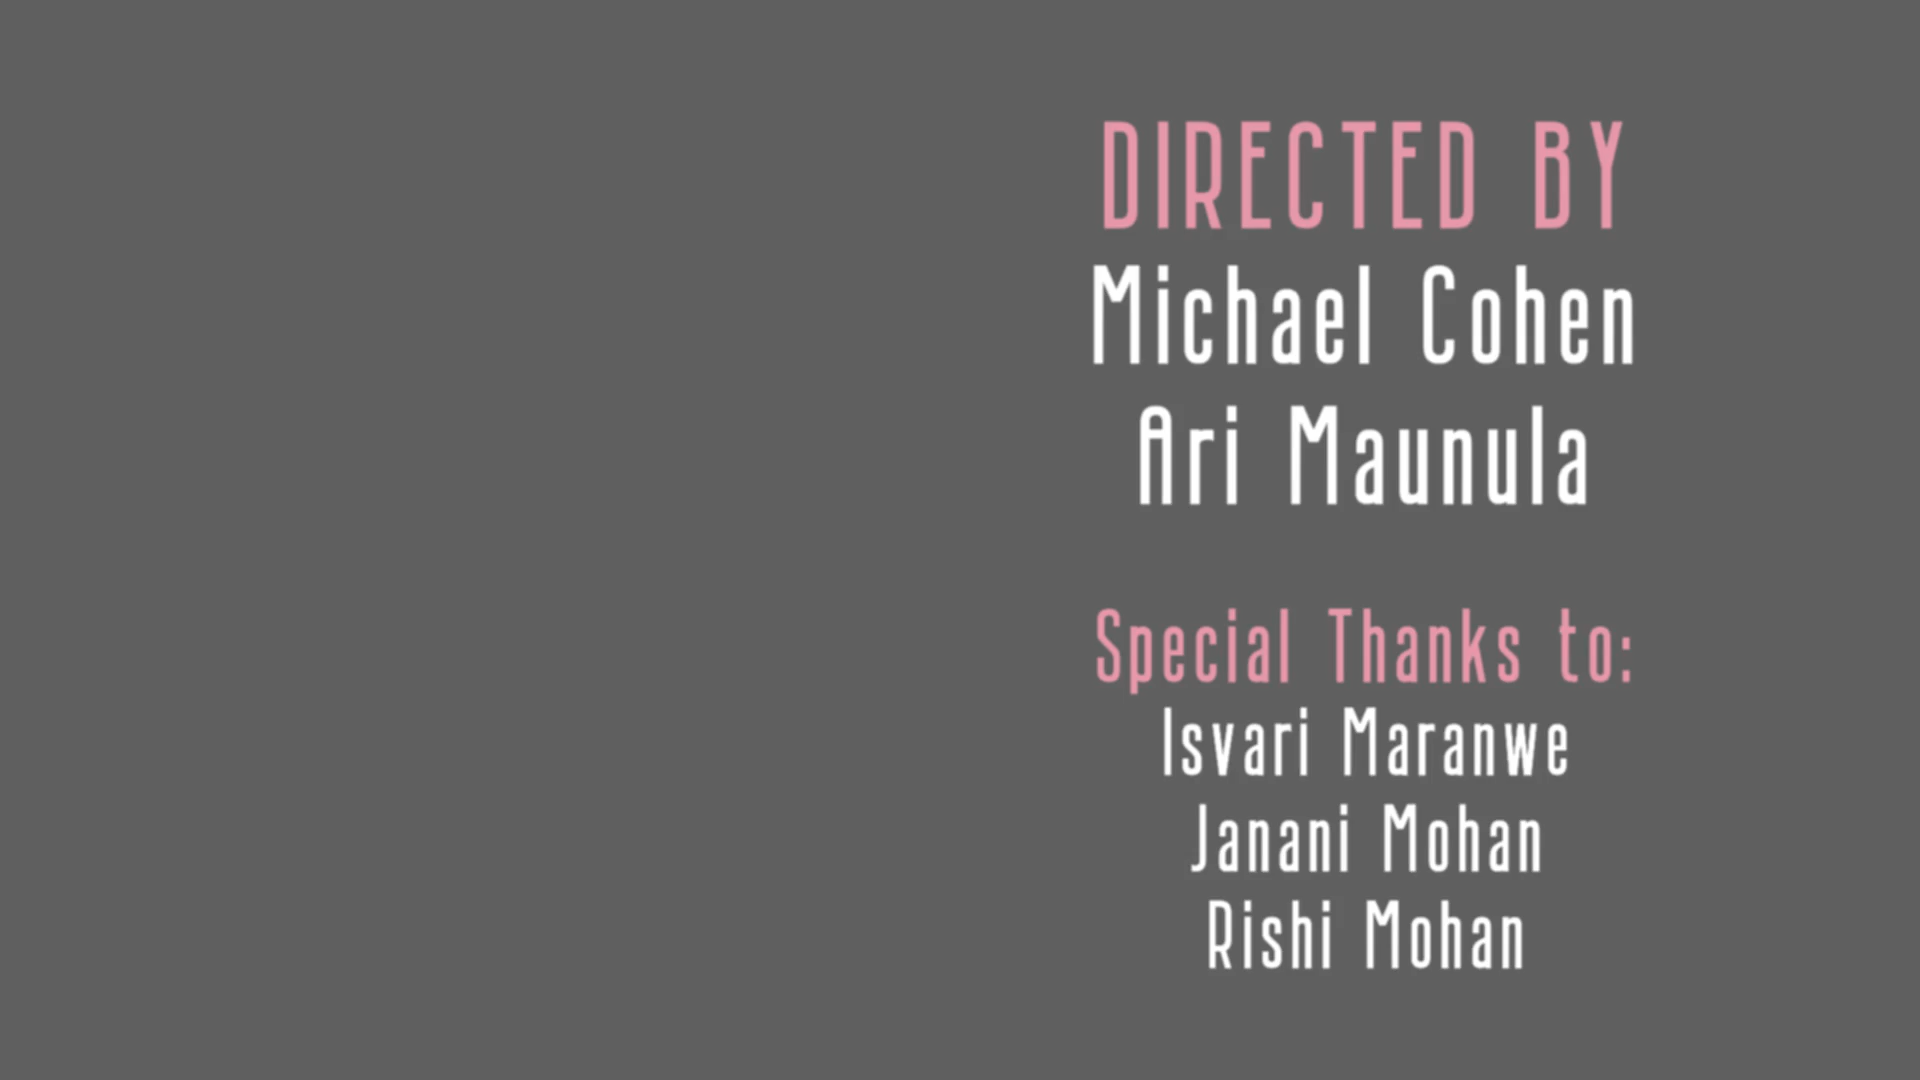 DIRECTED BY
Michael Cohen
Ari Maunula
Special Thanks to:
Isvari Maranwe
Janani Mohan
Rishi Mohan